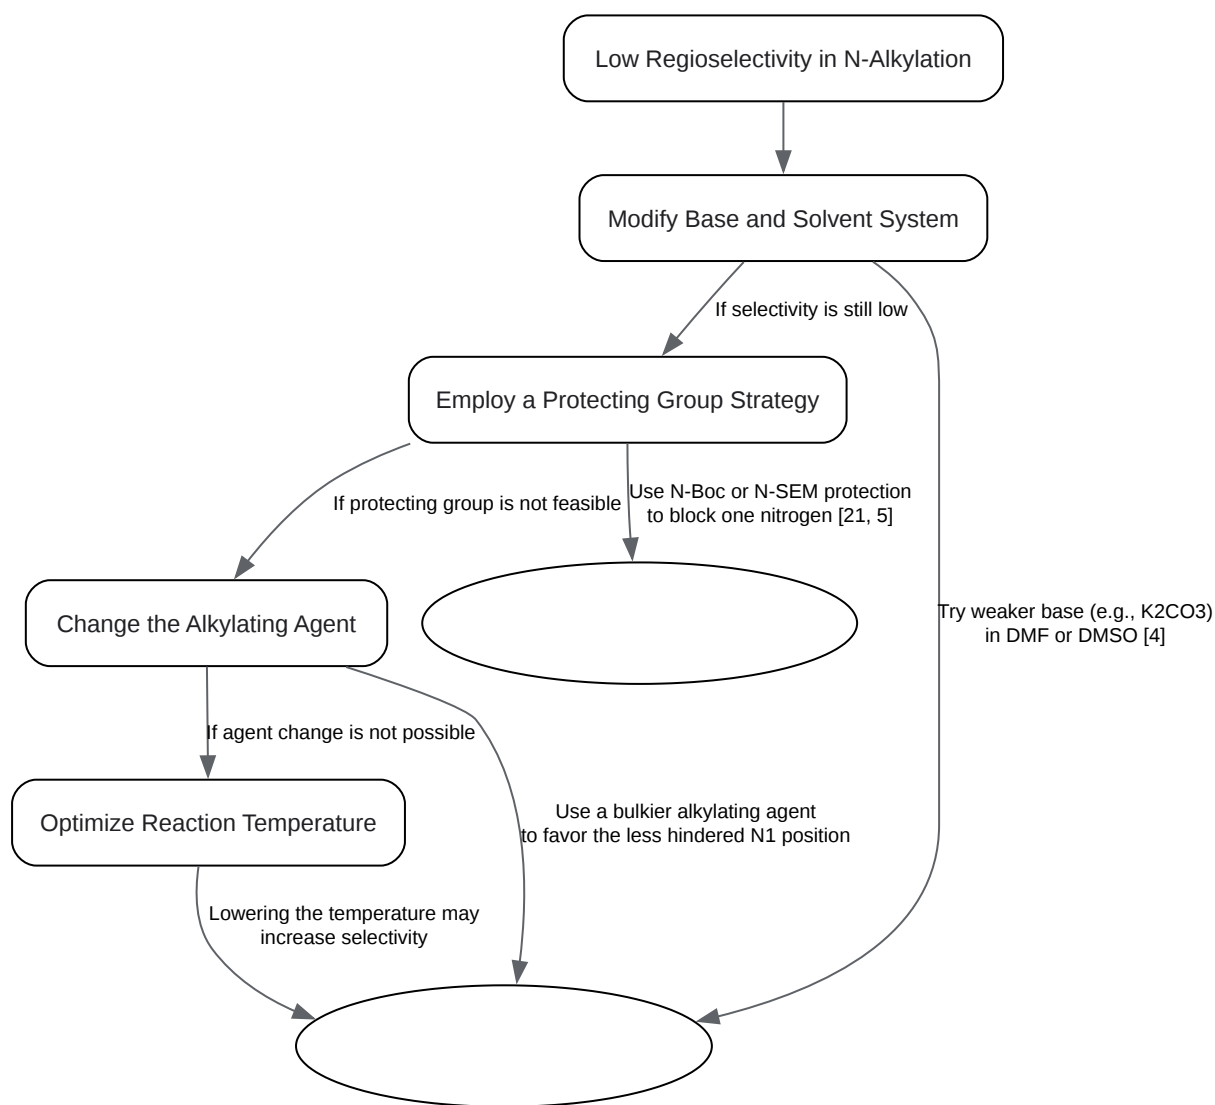 Low Regioselectivity in N-Alkylation
Modify Base and Solvent System
If selectivity is still low
Employ a Protecting Group Strategy
If protecting group is not feasible
Use N-Boc or N-SEM protection
to block one nitrogen [21, 5]
Change the Alkylating Agent
Try weaker base (e.g., K2CO3)
in DMF or DMSO [4]
If agent change is not possible
Optimize Reaction Temperature
Use a bulkier alkylating agent
to favor the less hindered N1 position
Lowering the temperature may
increase selectivity